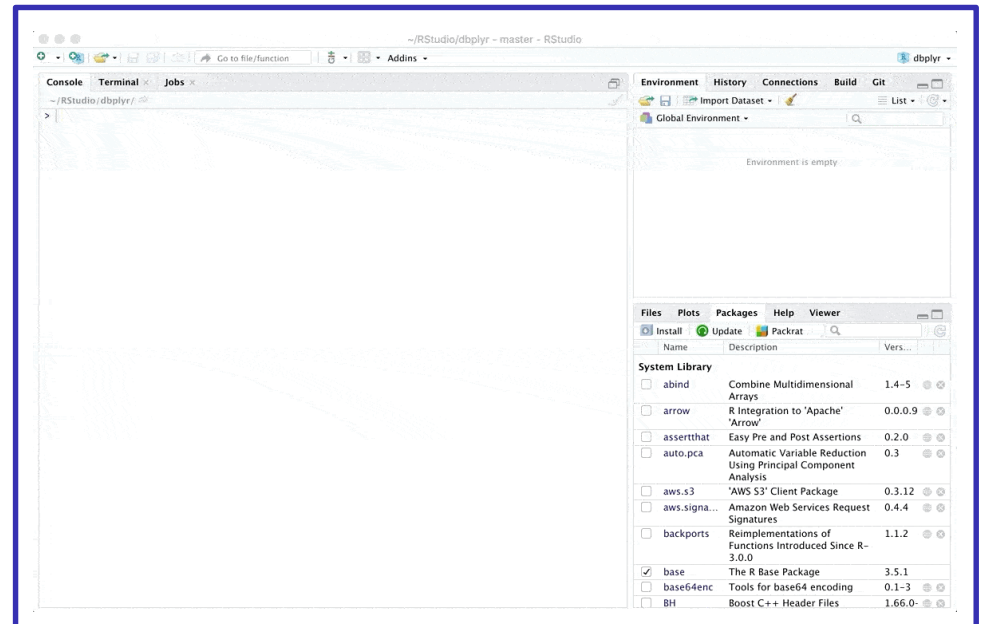 ~/RStudio/dbplyr - master - RStudio
Go to file/function
Addins
dbplyr
Console Terminal Jobs
~/RStudio/dbplyr/
>
Environment History Connections Build Git
Import Dataset
List
Global Environment
Environment is empty
Files Plots Packages Help Viewer
Install Update Packrat
Name Description Vers...
System Library
abind Combine Multidimensional 1.4-5
Arrays
arrow R Integration to 'Apache' 0.0.0.9
'Arrow'
assertthat Easy Pre and Post Assertions 0.2.0
auto.pca Automatic Variable Reduction 0.3
Using Principal Component
Analysis
aws.s3 'AWS S3' Client Package 0.3.12
aws.signa... Amazon Web Services Request 0.4.4
Signatures
backports Reimplementations of 1.1.2
Functions Introduced Since R-
3.0.0
base The R Base Package 3.5.1
base64enc Tools for base64 encoding 0.1-3
BH Boost C++ Header Files 1.66.0-